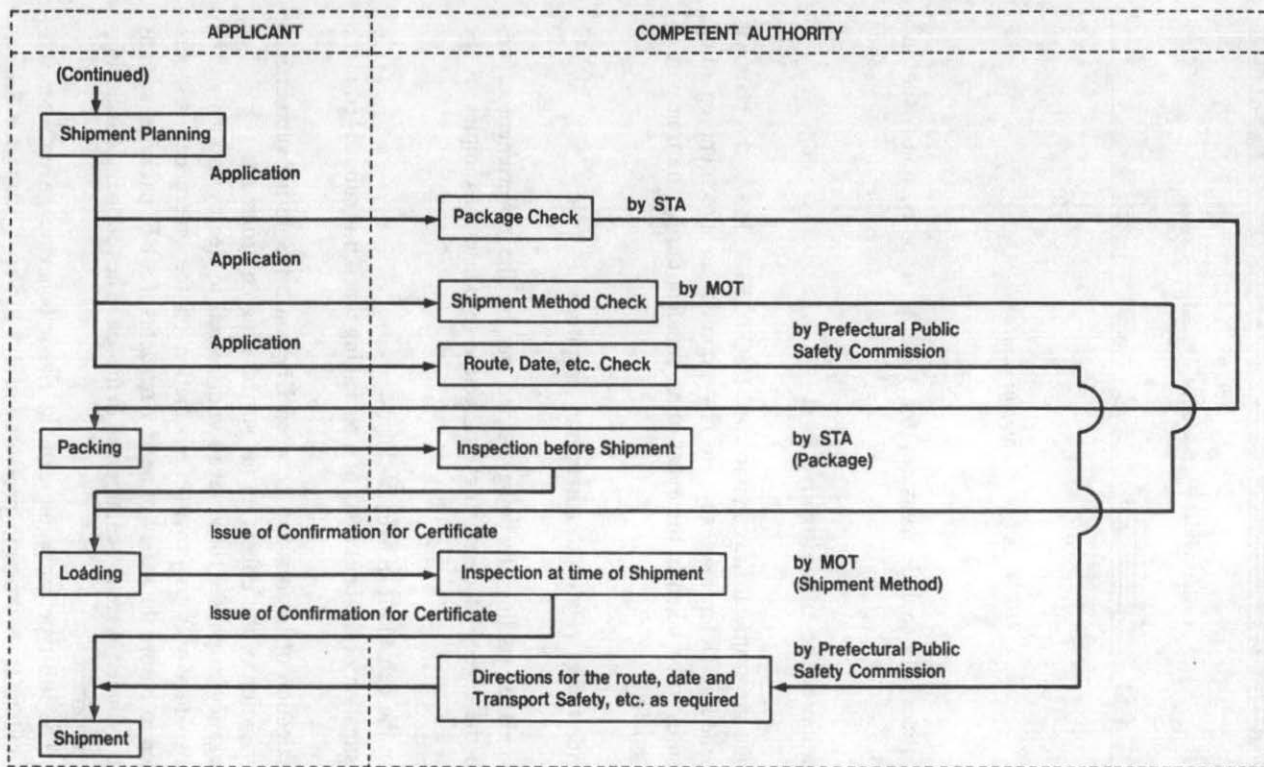 APPLICANT
COMPETENT AUTHORITY
(Continued)
Shipment Planning
Application
Package Check
by STA
Application
Shipment Method Check
by MOT
Application
Route, Date, etc. Check
by Prefectural Public
Safety Commission
Packing
Inspection before Shipment
by STA
(Package)
Issue of Confirmation for Certificate
Loading
Inspection at time of Shipment
by MOT
(Shipment Method)
Issue of Confirmation for Certificate
Directions for the route, date and
Transport Safety, etc. as required
by Prefectural Public
Safety Commission
Shipment